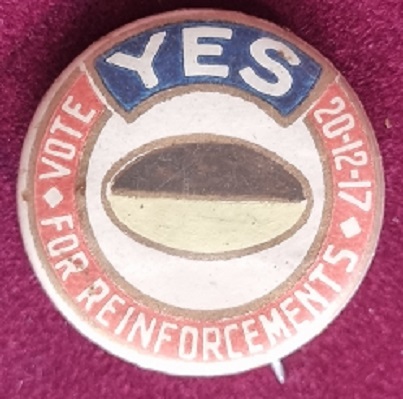 YES
VOTE ◆ FOR REINFORCEMENTS ◆ 20-12-17